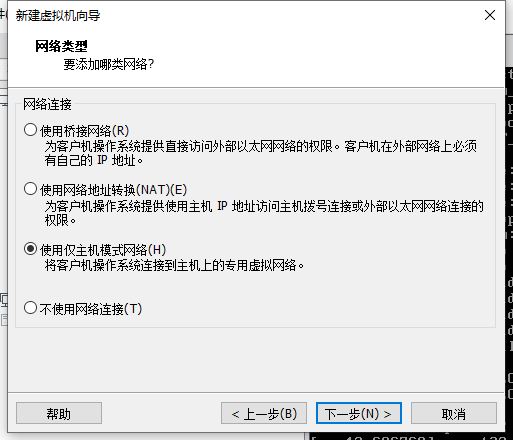 新建虚拟机向导
网络类型
要添加哪类网络?
网络连接
使用桥接网络(R)
为客户机操作系统提供直接访问外部以太网网络的权限。客户机在外部网络上必须
有自己的 IP 地址。
使用网络地址转换(NAT)(E)
为客户机操作系统提供使用主机 IP 地址访问主机拨号连接或外部以太网网络连接的
权限。
使用仅主机模式网络(H)
将客户机操作系统连接到主机上的专用虚拟网络。
不使用网络连接(T)
帮助
< 上一步(B)
下一步(N) >
取消